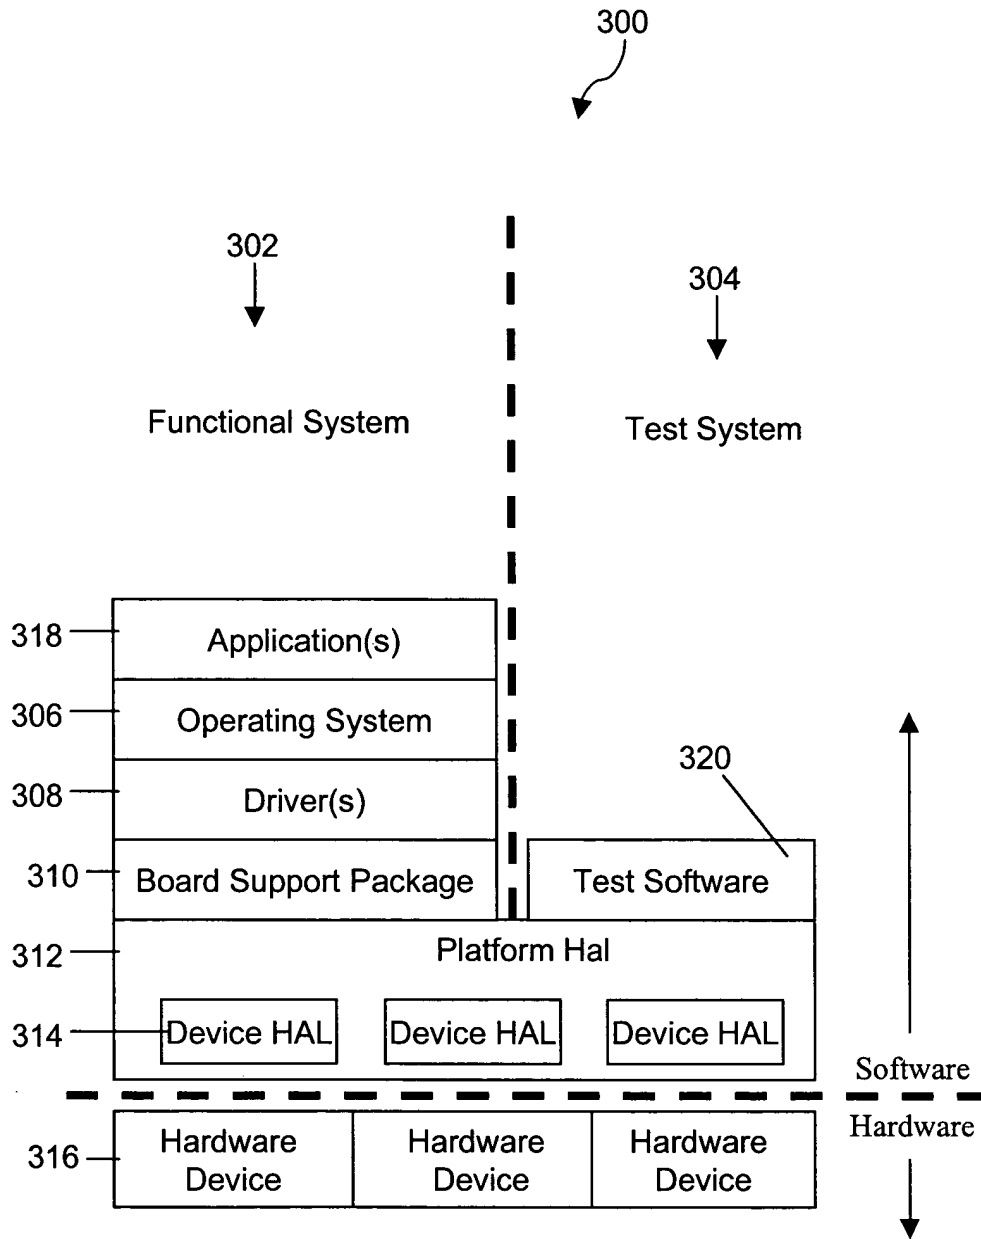 300
302
304
Functional System
Test System
318
Application(s)
306
Operating System
308
Driver(s)
320
310
Board Support Package
Test Software
312
Platform Hal
314
Device HAL
Device HAL
Device HAL
Software
Hardware
316
Hardware
Device
Hardware
Device
Hardware
Device